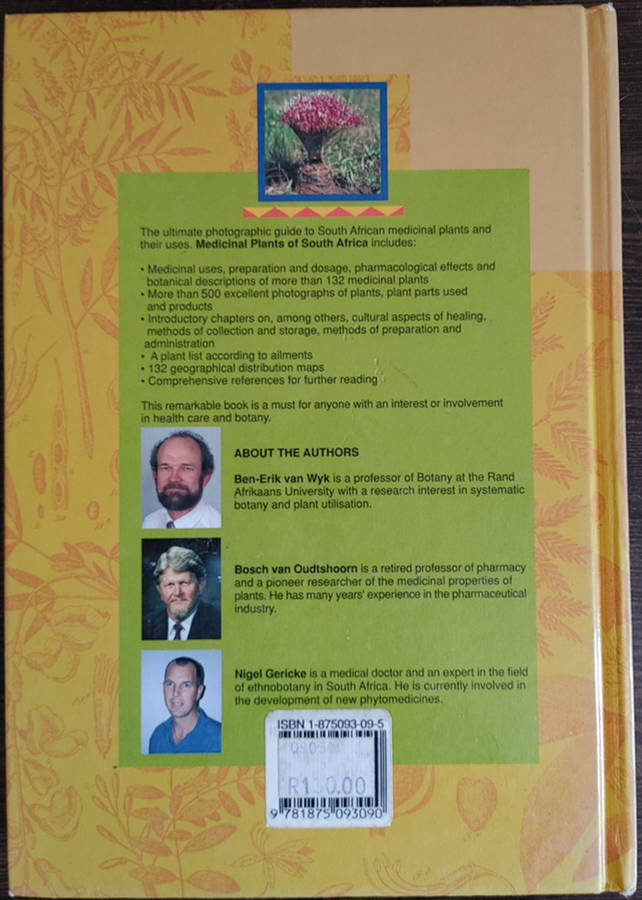 The ultimate photographic guide to South African medicinal plants and
their uses. Medicinal Plants of South Africa includes:
• Medicinal uses, preparation and dosage, pharmacological effects and
botanical descriptions of more than 132 medicinal plants
• More than 500 excellent photographs of plants, plant parts used
and products
• Introductory chapters on, among others, cultural aspects of healing,
methods of collection and storage, methods of preparation and
administration
• A plant list according to ailments
• 132 geographical distribution maps
• Comprehensive references for further reading
This remarkable book is a must for anyone with an interest or involvement
in health care and botany.
ABOUT THE AUTHORS
Ben-Erik van Wyk is a professor of Botany at the Rand
Afrikaans University with a research interest in systematic
botany and plant utilisation.
Bosch van Oudtshoorn is a retired professor of pharmacy
and a pioneer researcher of the medicinal properties of
plants. He has many years' experience in the pharmaceutical
industry.
Nigel Gericke is a medical doctor and an expert in the field
of ethnobotany in South Africa. He is currently involved in
the development of new phytomedicines.
ISBN 1-875093-09-5
9 781875 093090